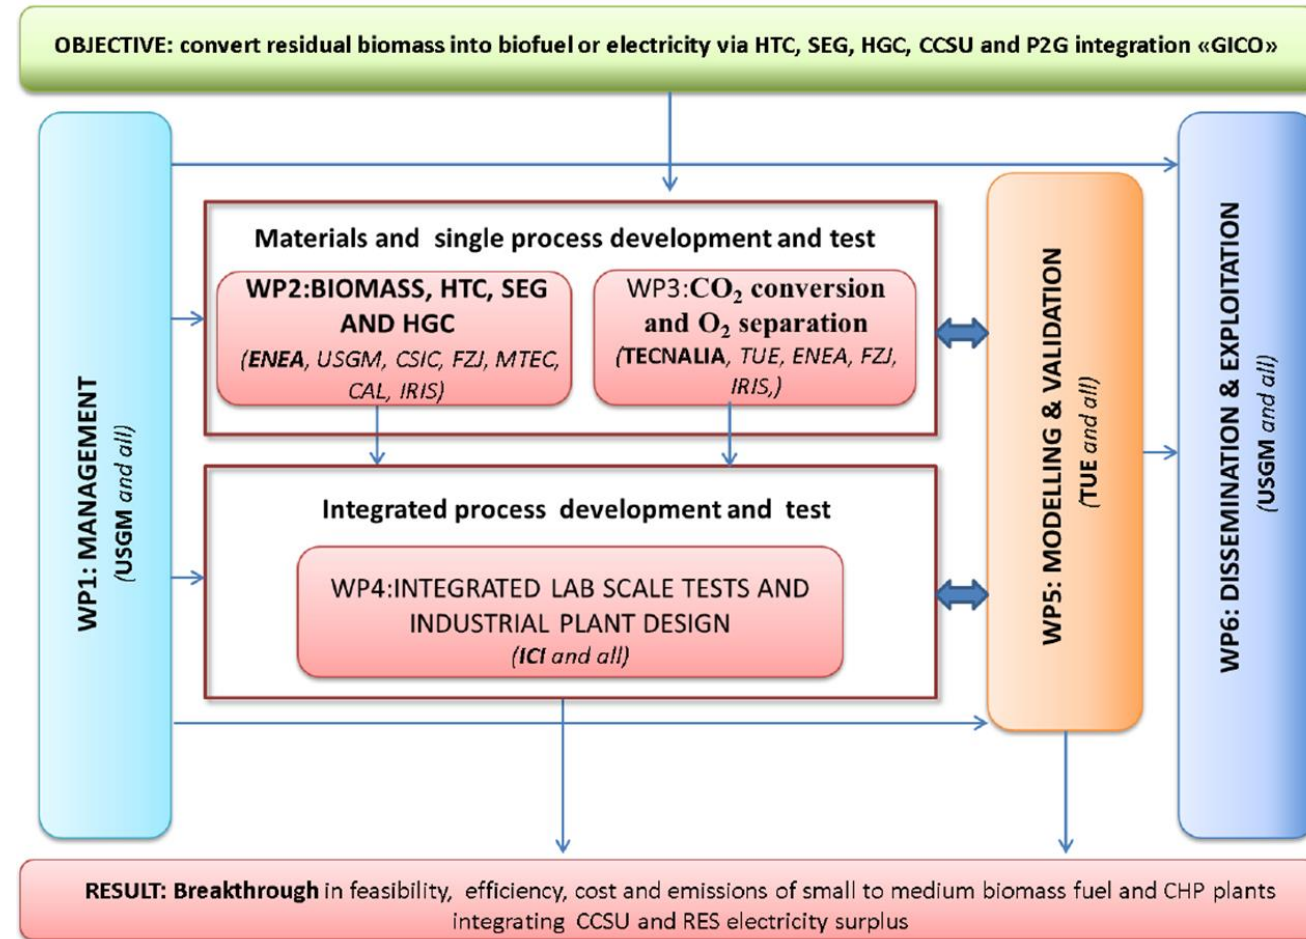 OBJECTIVE: convert residual biomass into biofuel or electricity via HTC, SEG, HGC, CCSU and P2G integration «GICO»
WP1: MANAGEMENT
(USGM and all)
Materials and single process development and test
WP2:BIOMASS, HTC, SEG
AND HGC
(ENEA, USGM, CSIC, FZJ, MTEC,
CAL, IRIS)
WP3:CO₂ conversion
and O₂ separation
(TECNALIA, TUE, ENEA, FZJ,
IRIS,)
Integrated process development and test
WP4:INTEGRATED LAB SCALE TESTS AND
INDUSTRIAL PLANT DESIGN
(ICI and all)
WP5: MODELLING & VALIDATION
(TUE and all)
WP6: DISSEMINATION & EXPLOITATION
(USGM and all)
RESULT: Breakthrough in feasibility, efficiency, cost and emissions of small to medium biomass fuel and CHP plants
integrating CCSU and RES electricity surplus